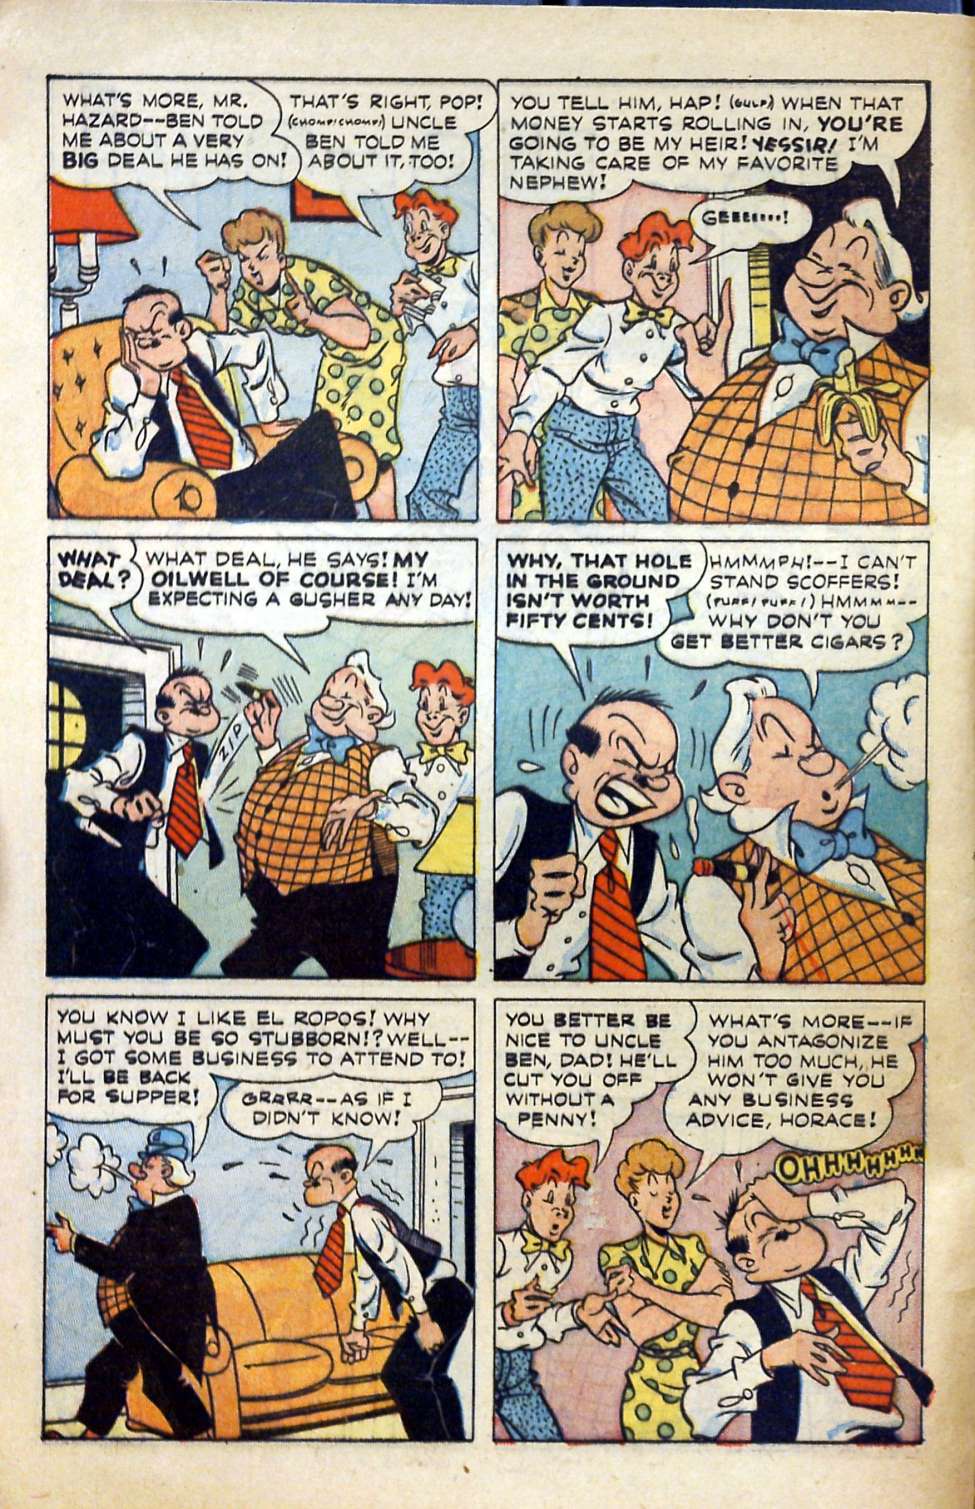 WHAT'S MORE, MR.
HAZARD--BEN TOLD
ME ABOUT A VERY
BIG DEAL HE HAS ON!
THAT'S RIGHT, POP!
(CHOMP! CHOMP!) UNCLE
BEN TOLD ME
ABOUT IT, TOO!
YOU TELL HIM, HAP! (GULP) WHEN THAT
MONEY STARTS ROLLING IN, YOU'RE
GOING TO BE MY HEIR! YESSIR! I'M
TAKING CARE OF MY FAVORITE
NEPHEW!
GEEEEEEE!
WHAT
DEAL?
WHAT DEAL, HE SAYS! MY
OILWELL OF COURSE! I'M
EXPECTING A GUSHER ANY DAY!
ZIP
WHY, THAT HOLE
IN THE GROUND
ISN'T WORTH
FIFTY CENTS!
HMMMMPH!--I CAN'T
STAND SCOFFERS!
(PUFF! PUFF!) HMMMM--
WHY DON'T YOU
GET BETTER CIGARS?
YOU KNOW I LIKE EL ROPOS! WHY
MUST YOU BE SO STUBBORN!? WELL--
I GOT SOME BUSINESS TO ATTEND TO!
I'LL BE BACK
FOR SUPPER!
GRRRR--AS IF I
DIDN'T KNOW!
YOU BETTER BE
NICE TO UNCLE
BEN, DAD! HE'LL
CUT YOU OFF
WITHOUT A
PENNY!
WHAT'S MORE--IF
YOU ANTAGONIZE
HIM TOO MUCH, HE
WON'T GIVE YOU
ANY BUSINESS
ADVICE, HORACE!
OHHHHHHHH